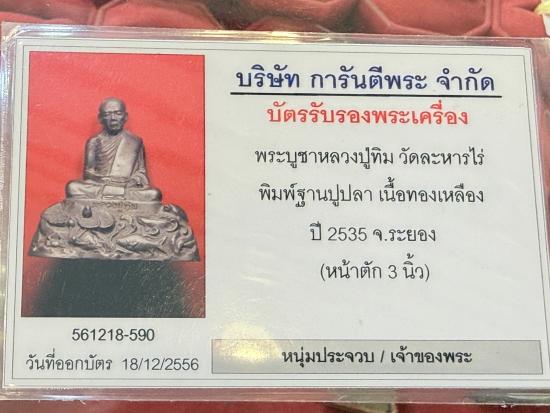 บริษัท การันตีพระ จำกัด
บัตรรับรองพระเครื่อง
พระบูชาหลวงปู่ทิม วัดละหารไร่
พิมพ์ฐานปูปลา เนื้อทองเหลือง
ปี 2535 จ.ระยอง
(หน้าตัก 3 นิ้ว)
561218-590
วันที่ออกบัตร 18/12/2556
หนุ่มประจวบ / เจ้าของพระ